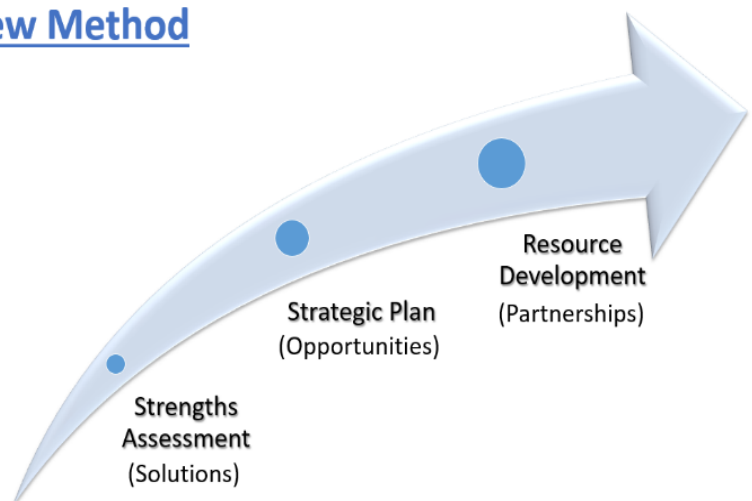 ew Method
Resource
Development
(Partnerships)
Strategic Plan
(Opportunities)
Strengths
Assessment
(Solutions)